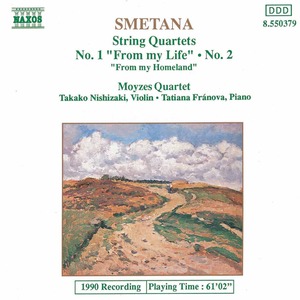 NAXOS
DDD
8.550379
SMETANA
String Quartets
No. 1 "From my Life" • No. 2
"From my Homeland"
Moyzes Quartet
Takako Nishizaki, Violin • Tatiana Fránova, Piano
1990 Recording
Playing Time : 61'02"